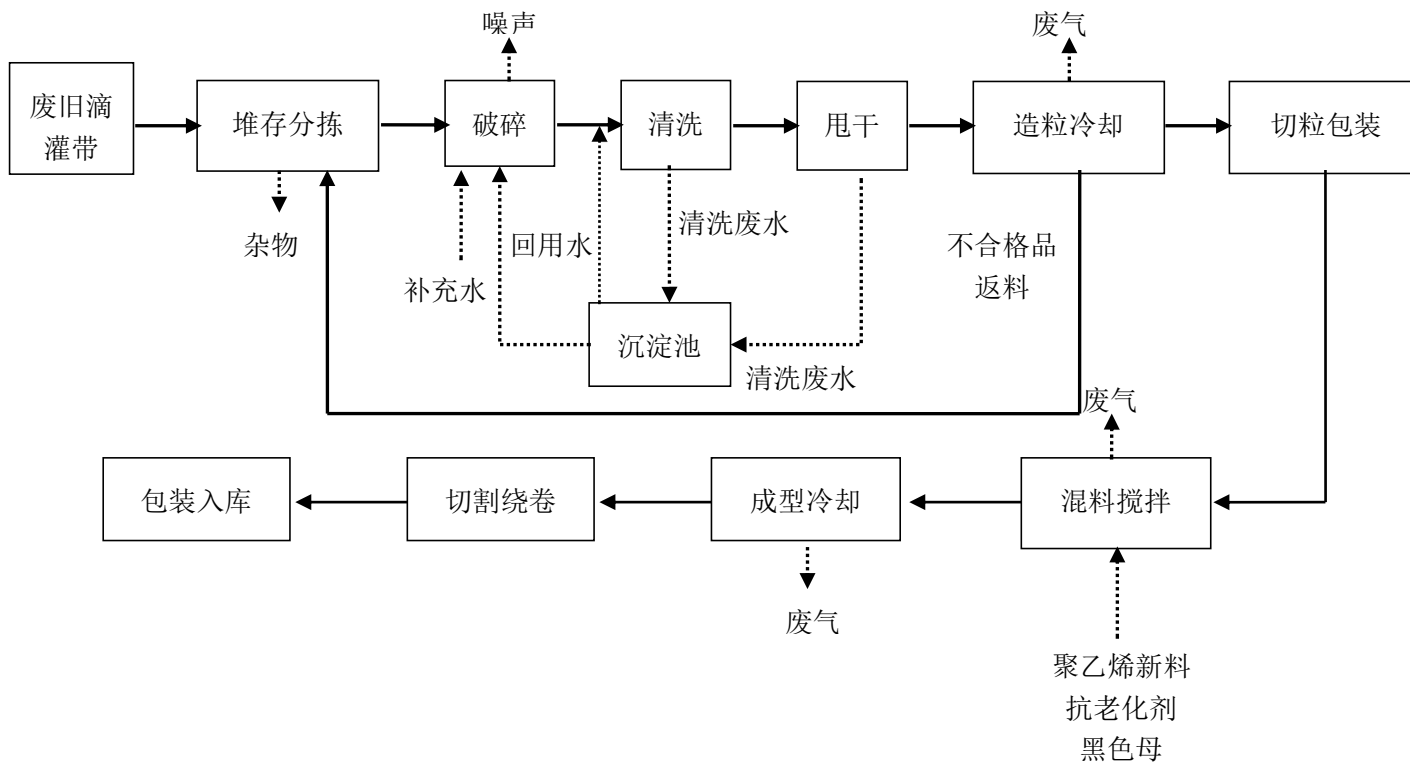 噪声
废气
废旧滴
灌带
堆存分拣
破碎
清洗
甩干
造粒冷却
切粒包装
杂物
补充水
回用水
清洗废水
不合格品
返料
沉淀池
清洗废水
废气
包装入库
切割绕卷
成型冷却
混料搅拌
废气
聚乙烯新料
抗老化剂
黑色母